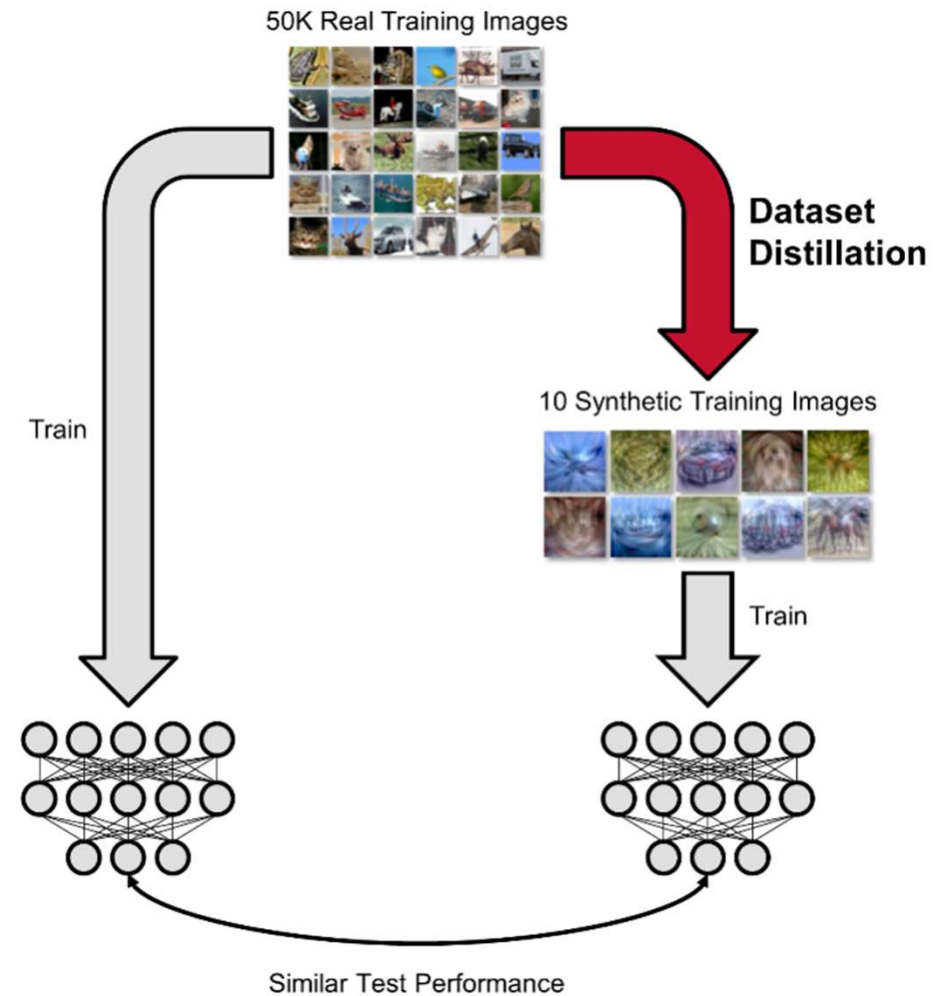 50K Real Training Images
Dataset
Distillation
10 Synthetic Training Images
Train
Train
Similar Test Performance